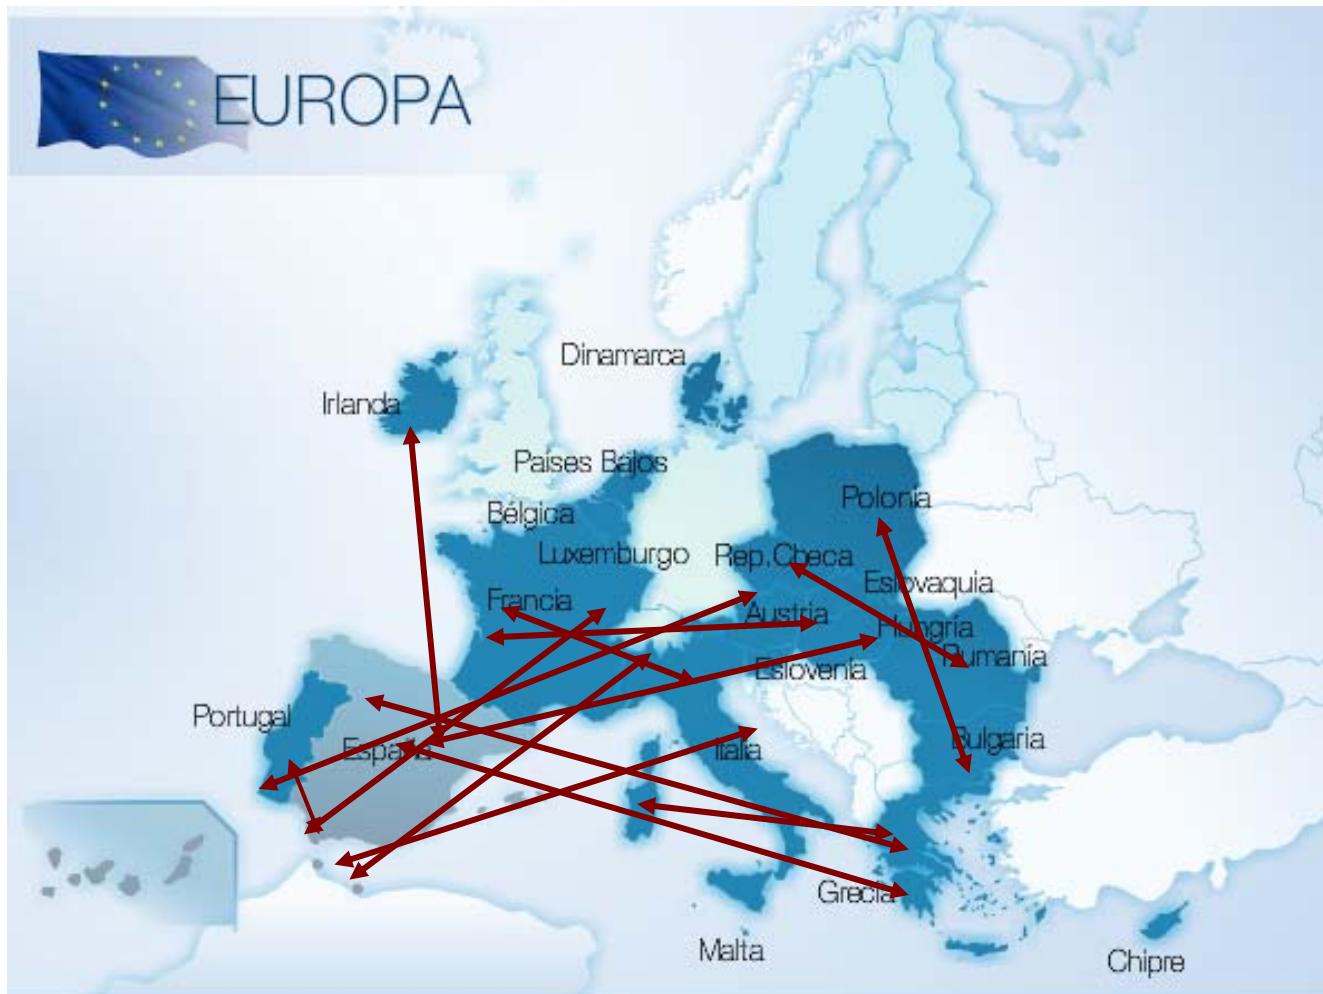 EUROPA
Dinamarca
Irlanda
Países Bajos
Polonia
Bélgica
Luxemburgo
Rep.Checa
Eslovaquia
Francia
Austria
Hungría
Rumanía
Eslovenia
Portugal
España
Italia
Bulgaria
Grecia
Malta
Chipre